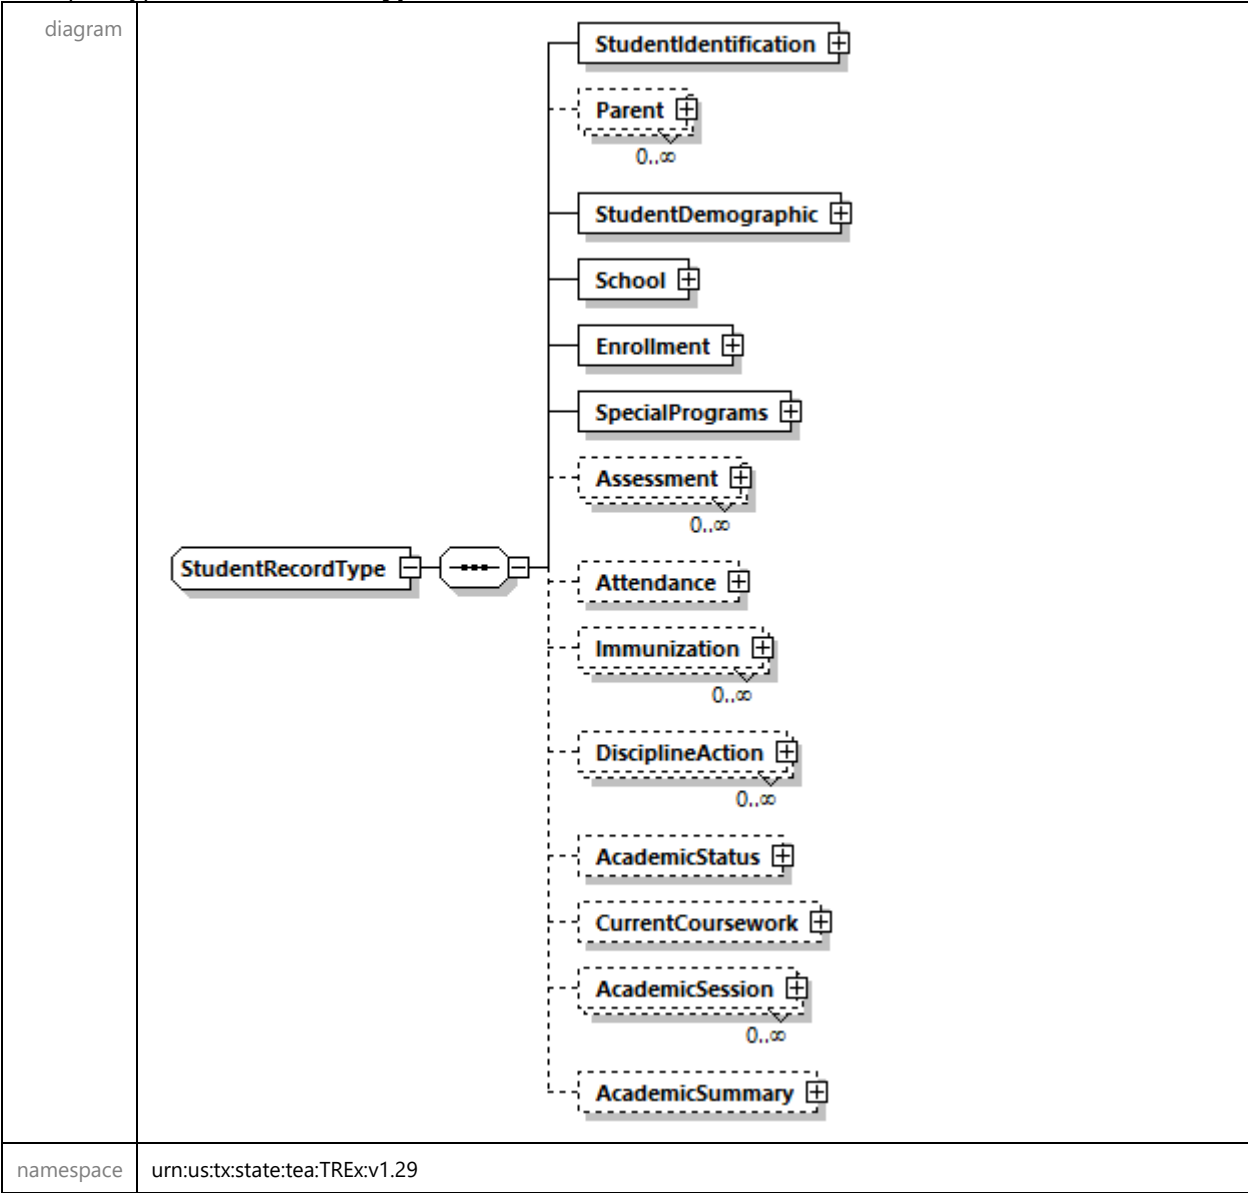 diagram
StudentIdentification
Parent
0..∞
StudentDemographic
School
Enrollment
SpecialPrograms
Assessment
0..∞
StudentRecordType
Attendance
Immunization
0..∞
DisciplineAction
0..∞
AcademicStatus
CurrentCoursework
AcademicSession
0..∞
AcademicSummary
namespace urn:us:tx:state:tea:TREx:v1.29